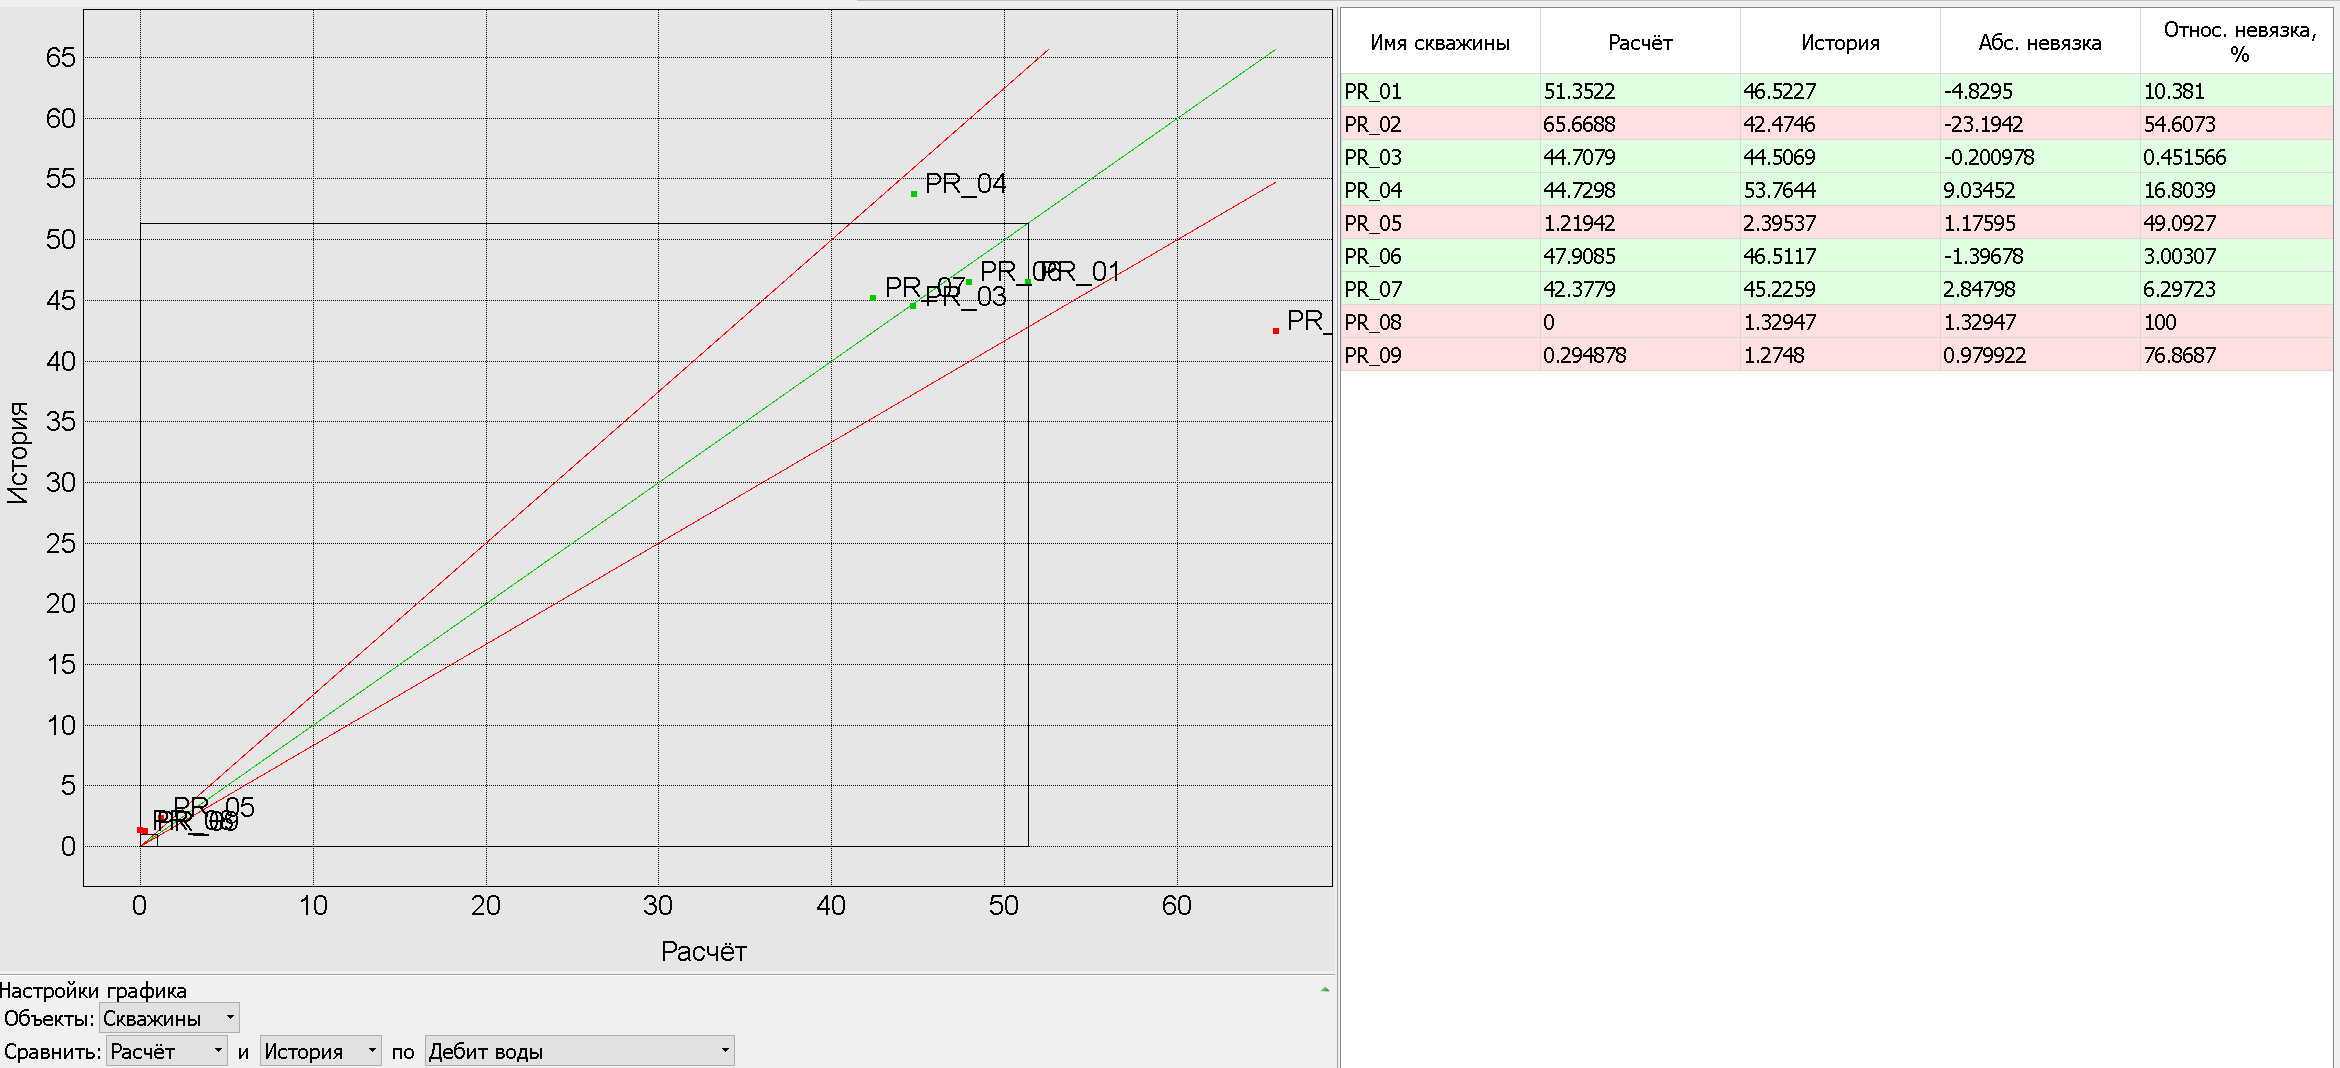 65
60
55
50
45
40
35
30
25
20
15
10
5
0
История
PR_04
PR_06
PR_01
PR_07
PR_03
PR_
PR_05
PR_08
PR_09
0 10 20 30 40 50 60
Расчёт
Настройки графика
Объекты: Скважины
Сравнить: Расчёт и История по Дебит воды
Имя скважины Расчёт История Абс. невязка Относ. невязка, %
PR_01 51.3522 46.5227 -4.8295 10.381
PR_02 65.6688 42.4746 -23.1942 54.6073
PR_03 44.7079 44.5069 -0.200978 0.451566
PR_04 44.7298 53.7644 9.03452 16.8039
PR_05 1.21942 2.39537 1.17595 49.0927
PR_06 47.9085 46.5117 -1.39678 3.00307
PR_07 42.3779 45.2259 2.84798 6.29723
PR_08 0 1.32947 1.32947 100
PR_09 0.294878 1.2748 0.979922 76.8687